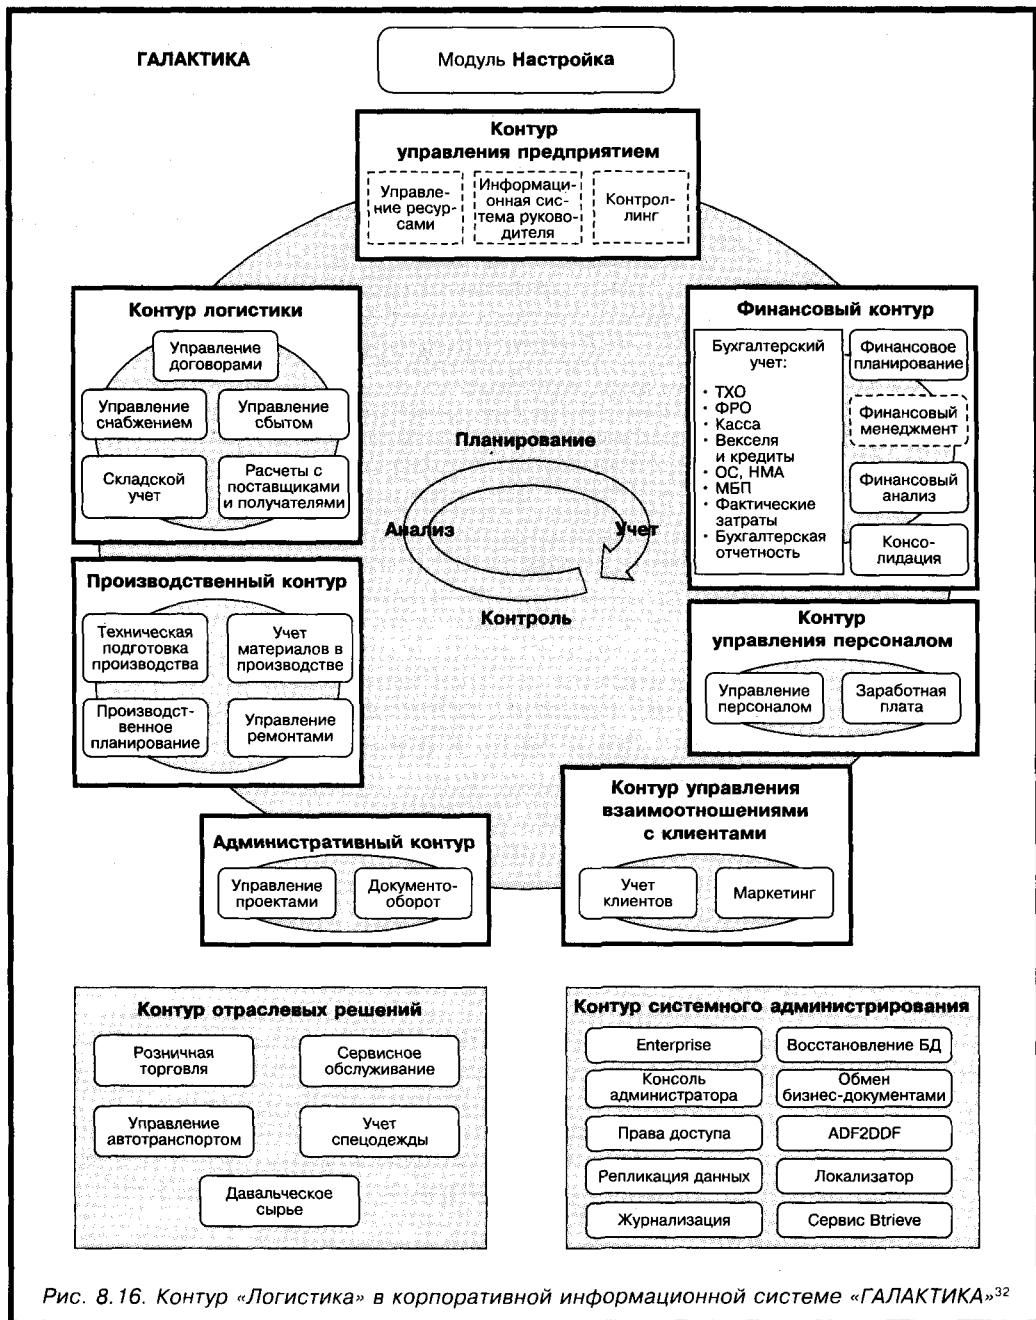 ГАЛАКТИКА
Модуль Настройка
Контур
управления предприятием
Управле-
ние ресур-
сами
Информаци-
онная сис-
тема руково-
дителя
Контрол-
линг
Контур логистики
Управление
договорами
Управление
снабжением
Управление
сбытом
Складской
учет
Расчеты с
поставщиками
и получателями
Финансовый контур
Бухгалтерский
учет:
· ТХО
· ФРО
· Касса
· Векселя
и кредиты
· ОС, НМА
· МБП
· Фактические
затраты
· Бухгалтерская
отчетность
Финансовое
планирование
Финансовый
менеджмент
Финансовый
анализ
Консо-
лидация
Планирование
Анализ
Учет
Контроль
Производственный контур
Техническая
подготовка
производства
Учет
материалов в
производстве
Производст-
венное
планирование
Управление
ремонтами
Контур
управления персоналом
Управление
персоналом
Заработная
плата
Административный контур
Управление
проектами
Документо-
оборот
Контур управления
взаимоотношениями
с клиентами
Учет
клиентов
Маркетинг
Контур отраслевых решений
Розничная
торговля
Сервисное
обслуживание
Управление
автотранспортом
Учет
спецодежды
Давальческое
сырье
Контур системного администрирования
Enterprise
Восстановление БД
Консоль
администратора
Обмен
бизнес-документами
Права доступа
ADF2DDF
Репликация данных
Локализатор
Журнализация
Сервис Btrieve
Рис. 8.16. Контур «Логистика» в корпоративной информационной системе «ГАЛАКТИКА»³²